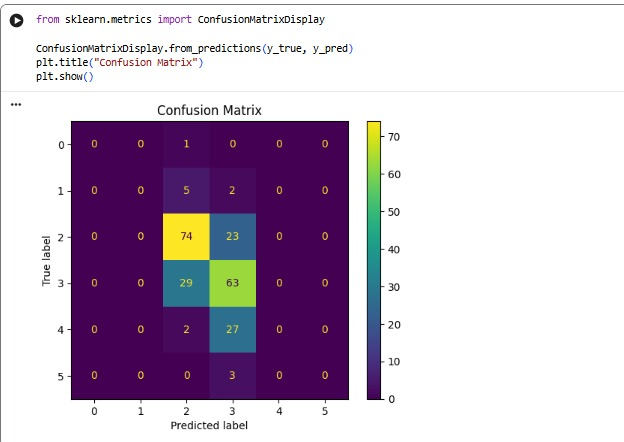 from sklearn.metrics import ConfusionMatrixDisplay
ConfusionMatrixDisplay.from_predictions(y_true, y_pred)
plt.title("Confusion Matrix")
plt.show()
...
Confusion Matrix
0 0 0 1 0 0 0
1 0 0 5 2 0 0
2 0 0 74 23 0 0
3 0 0 29 63 0 0
4 0 0 2 27 0 0
5 0 0 0 3 0 0
0 1 2 3 4 5
Predicted label
True label
70
60
50
40
30
20
10
0